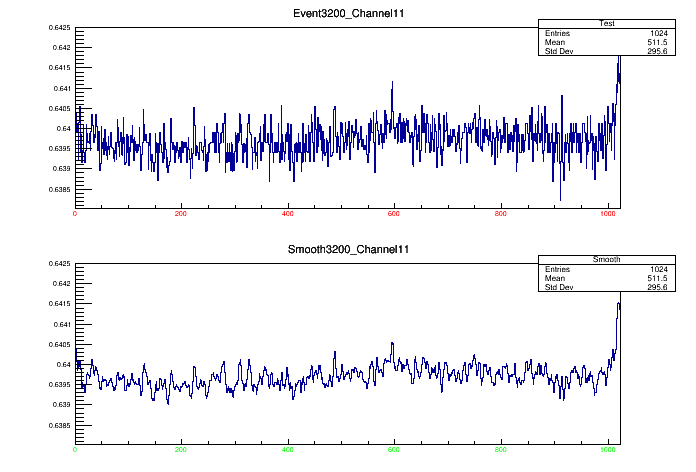 Event3200_Channel11
Test
Entries 1024
Mean 511.5
Std Dev 295.6
0.6425
0.642
0.6415
0.641
0.6405
0.64
0.6395
0.639
0.6385
0 200 400 600 800 1000
Smooth3200_Channel11
Smooth
Entries 1024
Mean 511.5
Std Dev 295.6
0.6425
0.642
0.6415
0.641
0.6405
0.64
0.6395
0.639
0.6385
0 200 400 600 800 1000